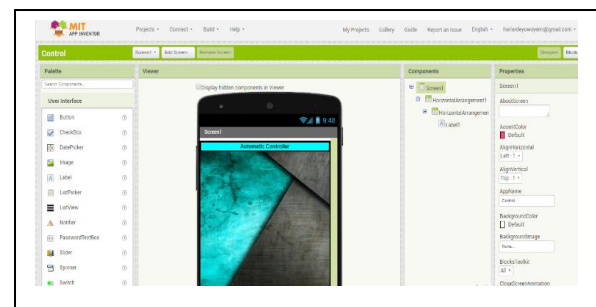 MIT
APP INVENTOR
Projects Connect Build Help My Projects Gallery Guide Report an Issue English
Control
Screen1 Add Screen... Remove Screen Designer Blocks
Palette
Search Components...
User Interface
Button
CheckBox
DatePicker
Image
Label
ListPicker
ListView
Notifier
PasswordTextBox
Slider
Spinner
Switch
Viewer
Display hidden components in Viewer
9:48
Screen1
Automatic Controller
Components
Screen1
HorizontalArrangement1
HorizontalArrangemen
Label1
Properties
Screen1
AboutScreen
AccentColor
Default
AlignHorizontal
Left : 1
AlignVertical
Top : 1
AppName
Control
BackgroundColor
Default
BackgroundImage
None...
BlocksToolkit
All
CloseScreenAnimation